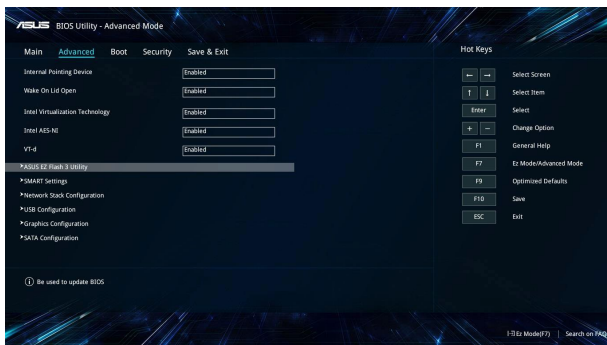 ASUS BIOS Utility - Advanced Mode
Main Advanced Boot Security Save & Exit
Internal Pointing Device Enabled
Wake On Lid Open Enabled
Intel Virtualization Technology Enabled
Intel AES-NI Enabled
VT-d Enabled
ASUS EZ Flash 3 Utility
SMART Settings
Network Stack Configuration
USB Configuration
Graphics Configuration
SATA Configuration
Be used to update BIOS
Hot Keys
← → Select Screen
↑ ↓ Select Item
Enter Select
+ − Change Option
F1 General Help
F7 Ez Mode/Advanced Mode
F9 Optimized Defaults
F10 Save
ESC Exit
Ez Mode(F7) | Search on FAQ